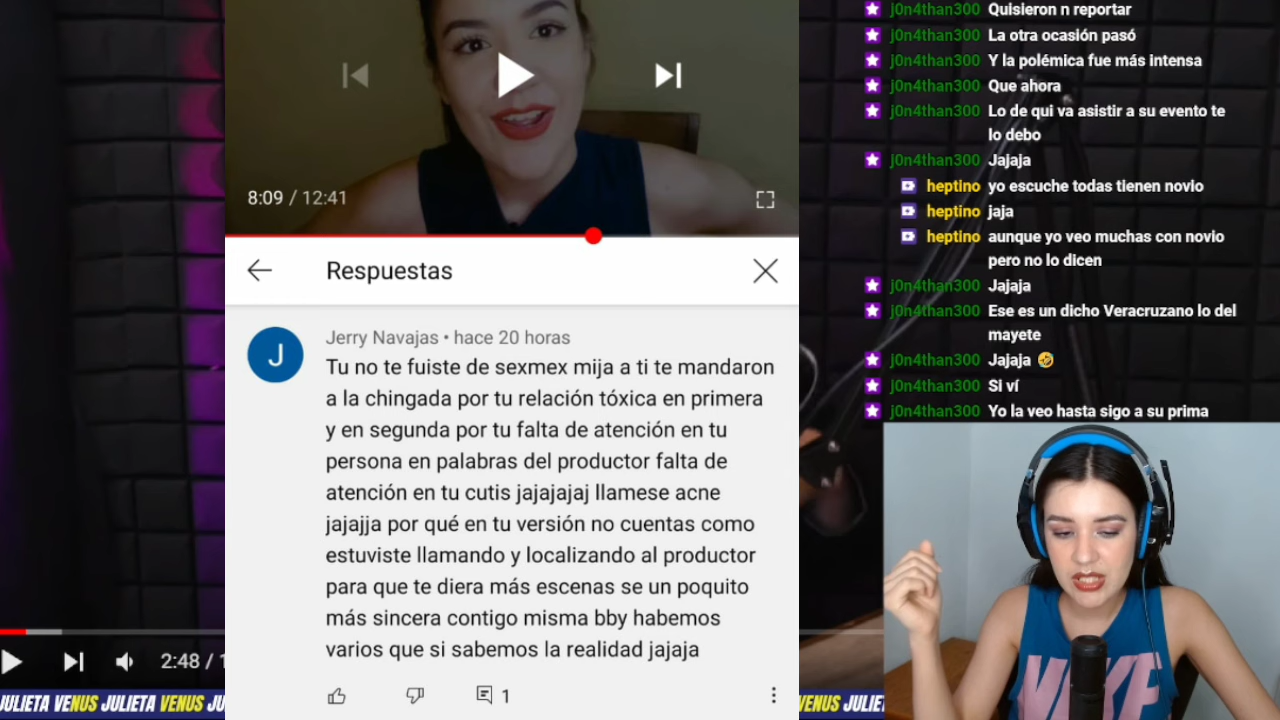 8:09 / 12:41
Respuestas
J
Jerry Navajas • hace 20 horas
Tu no te fuiste de sexmex mija a ti te mandaron
a la chingada por tu relación tóxica en primera
y en segunda por tu falta de atención en tu
persona en palabras del productor falta de
atención en tu cutis jajajajaj llamese acne
jajajja por qué en tu versión no cuentas como
estuviste llamando y localizando al productor
para que te diera más escenas se un poquito
más sincera contigo misma bby habemos
varios que si sabemos la realidad jajaja
1
j0n4than300 Quisieron n reportar
j0n4than300 La otra ocasión pasó
j0n4than300 Y la polémica fue más intensa
j0n4than300 Que ahora
j0n4than300 Lo de qui va asistir a su evento te
lo debo
j0n4than300 Jajaja
heptino yo escuche todas tienen novio
heptino jaja
heptino aunque yo veo muchas con novio
pero no lo dicen
j0n4than300 Jajaja
j0n4than300 Ese es un dicho Veracruzano lo del
mayete
j0n4than300 Jajaja 🤣
j0n4than300 Si ví
j0n4than300 Yo la veo hasta sigo a su prima
NIKE
2:48 / 1
JULIETA VENUS JULIETA VENUS JU
VENUS JULIE